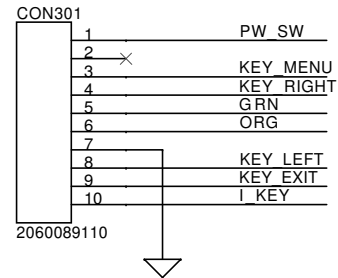 CON301
1 PW_SW
2
3 KEY_MENU
4 KEY_RIGHT
5 GRN
6 ORG
7
8 KEY_LEFT
9 KEY_EXIT
10 I_KEY
2060089110